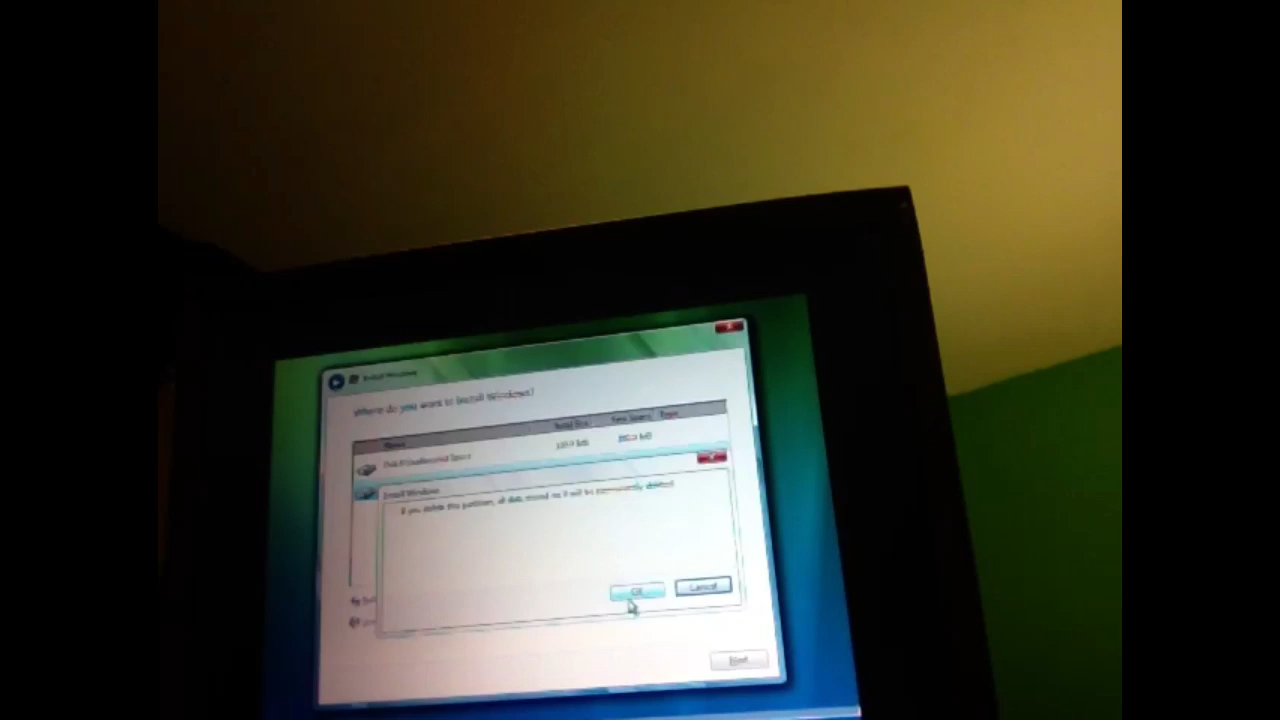 Install Windows
Where do you want to install Windows?
Name Total Size Free Space Type
Disk 0 Unallocated Space
Install Windows
If you delete this partition, all data stored on it will be permanently deleted.
OK Cancel
Next